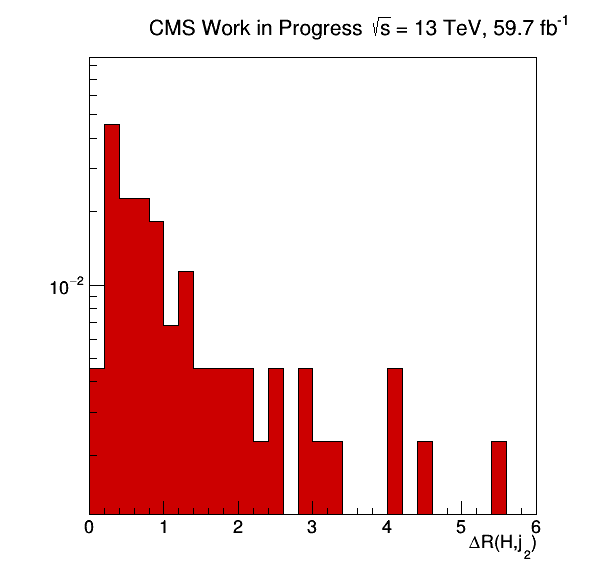 CMS Work in Progress √s = 13 TeV, 59.7 fb⁻¹
10⁻²
0 1 2 3 4 5 6
ΔR(H,j₂)